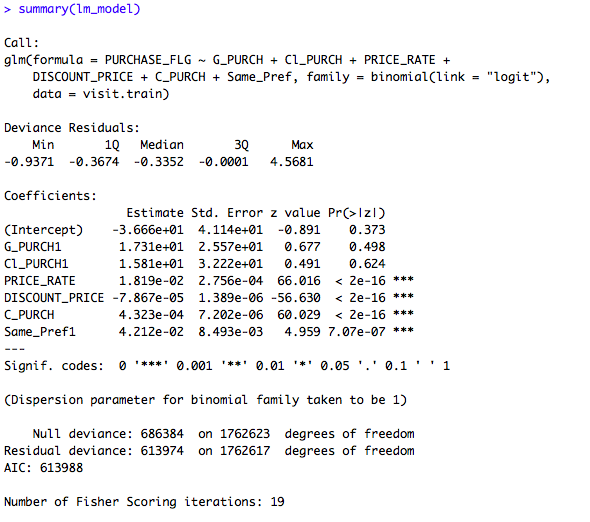 > summary(lm_model)
Call:
glm(formula = PURCHASE_FLG ~ G_PURCH + Cl_PURCH + PRICE_RATE +
    DISCOUNT_PRICE + C_PURCH + Same_Pref, family = binomial(link = "logit"),
    data = visit.train)
Deviance Residuals:
    Min       1Q   Median       3Q      Max
-0.9371  -0.3674  -0.3352  -0.0001   4.5681
Coefficients:
                 Estimate Std. Error z value Pr(>|z|)
(Intercept)    -3.666e+01  4.114e+01  -0.891    0.373
G_PURCH1        1.731e+01  2.557e+01   0.677    0.498
Cl_PURCH1       1.581e+01  3.222e+01   0.491    0.624
PRICE_RATE      1.819e-02  2.756e-04  66.016  < 2e-16 ***
DISCOUNT_PRICE -7.867e-05  1.389e-06 -56.630  < 2e-16 ***
C_PURCH         4.323e-04  7.202e-06  60.029  < 2e-16 ***
Same_Pref1      4.212e-02  8.493e-03   4.959 7.07e-07 ***
---
Signif. codes:  0 '***' 0.001 '**' 0.01 '*' 0.05 '.' 0.1 ' ' 1
(Dispersion parameter for binomial family taken to be 1)
    Null deviance: 686384  on 1762623  degrees of freedom
Residual deviance: 613974  on 1762617  degrees of freedom
AIC: 613988
Number of Fisher Scoring iterations: 19